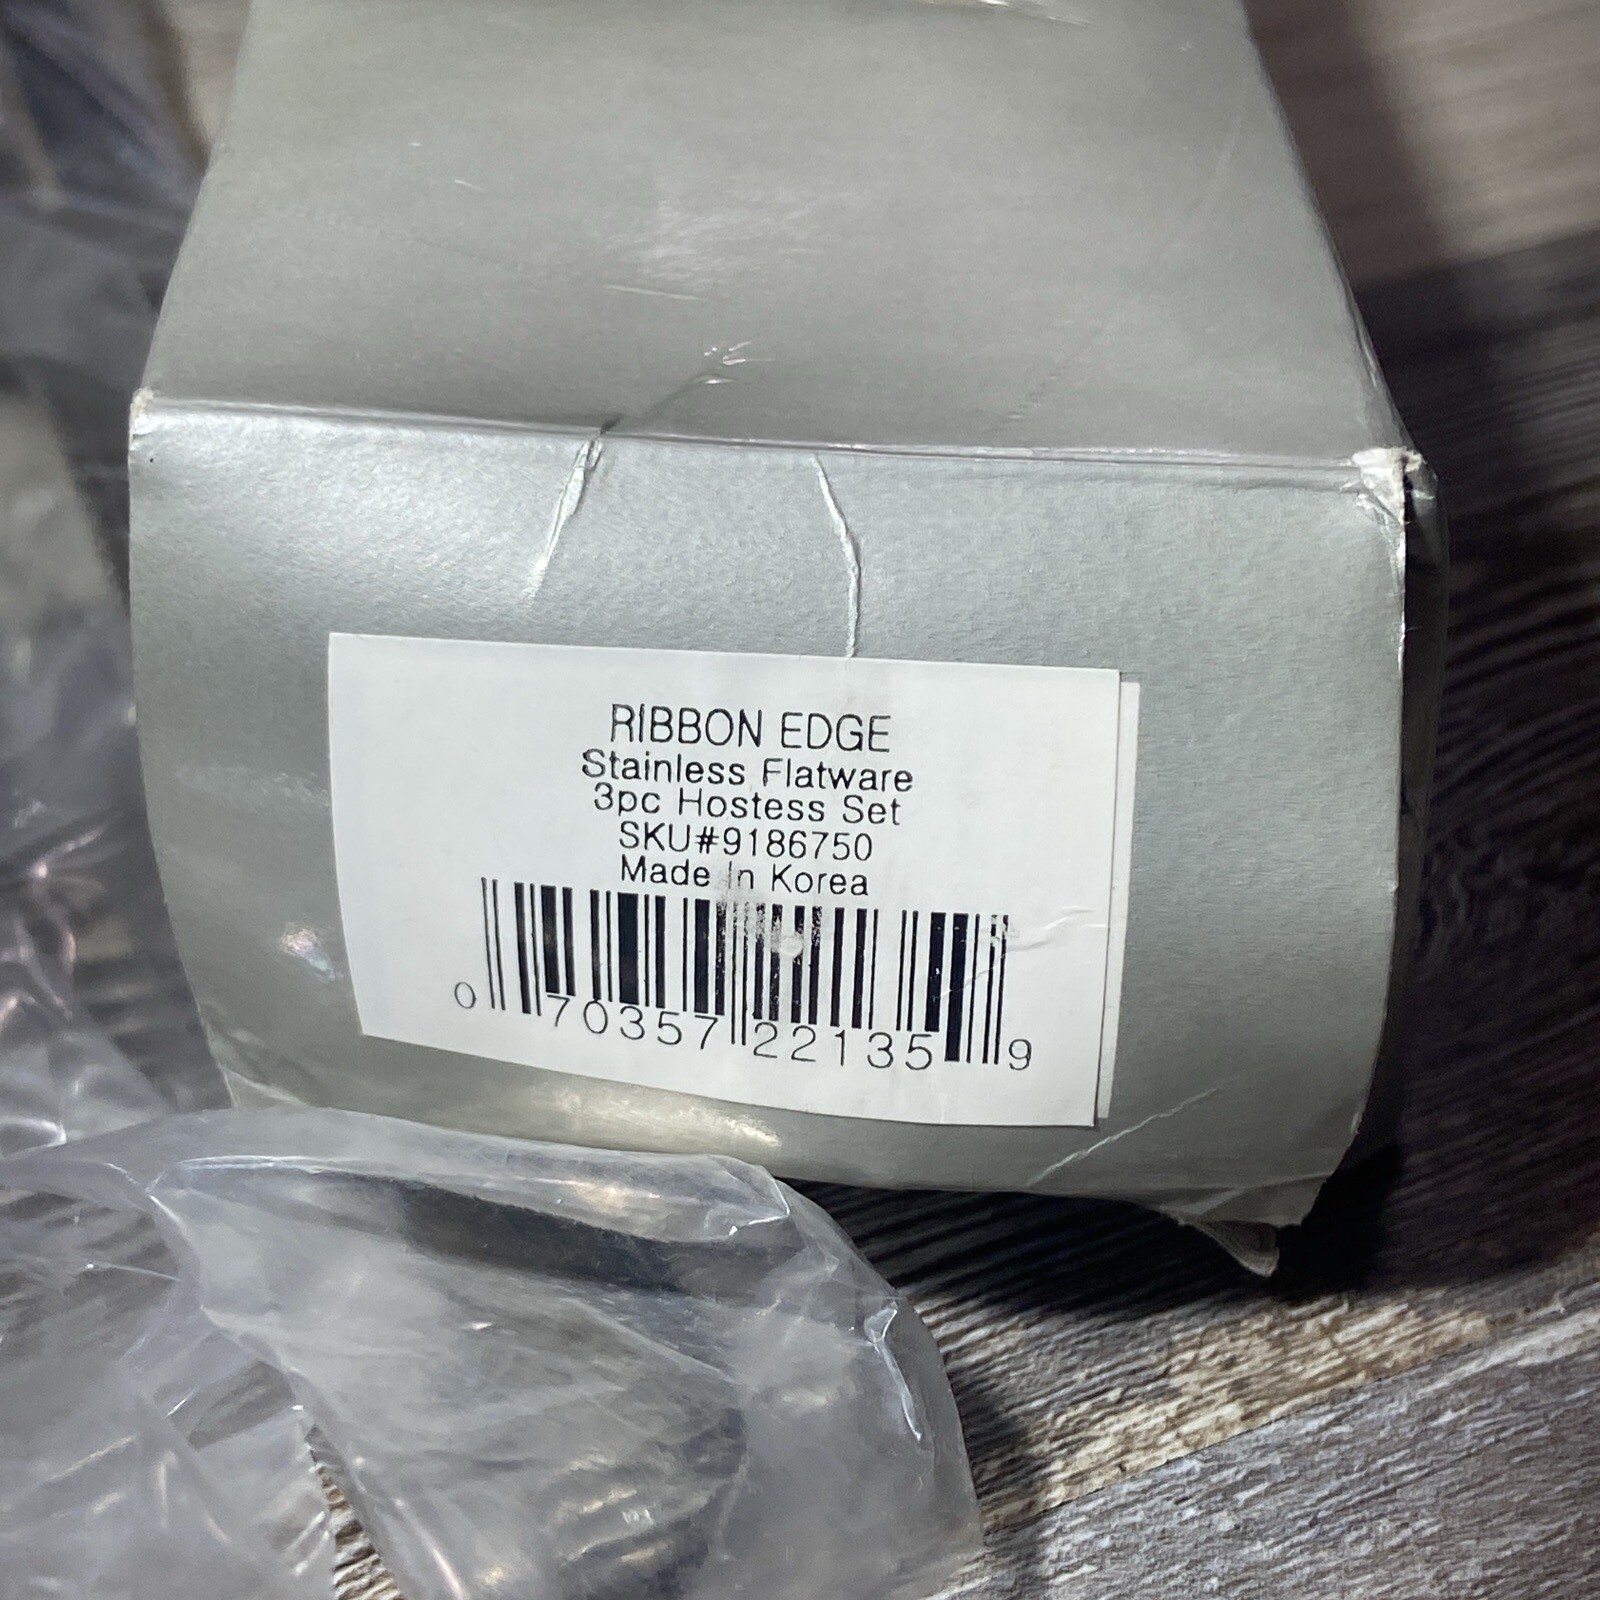 RIBBON EDGE
Stainless Flatware
3pc Hostess Set
SKU#9186750
Made In Korea
0 70357 22135 9